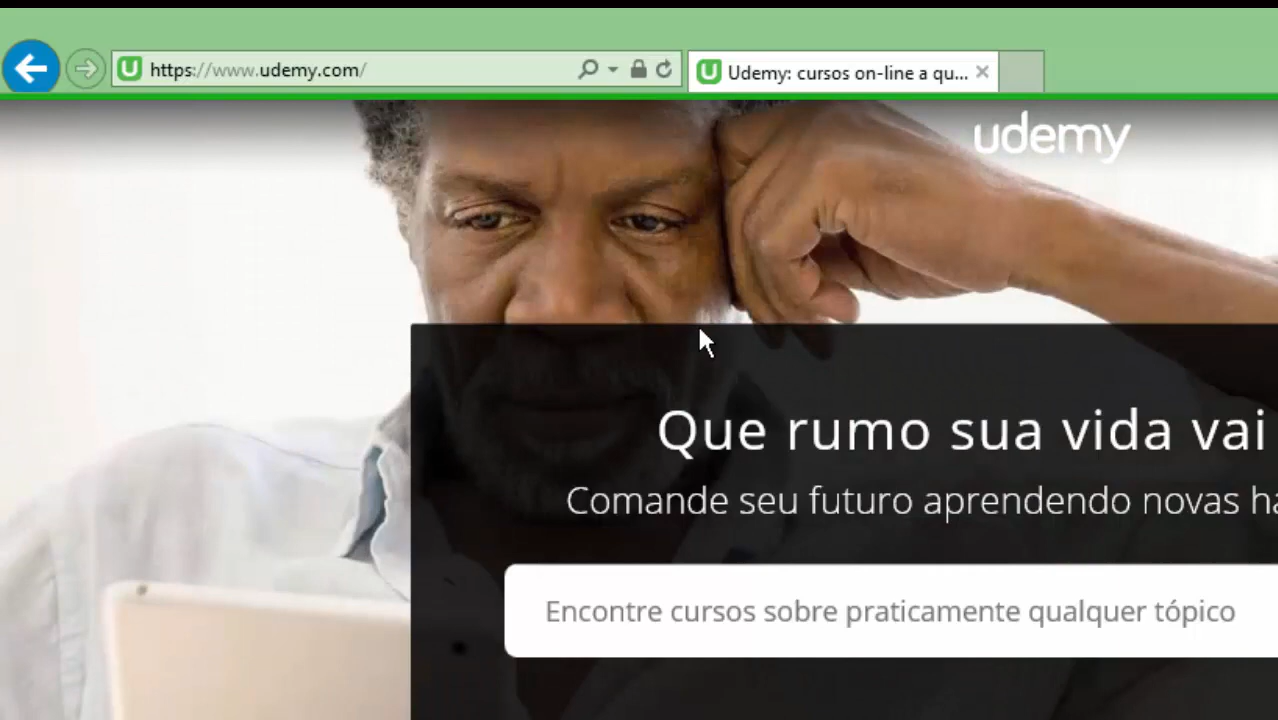 https://www.udemy.com/
Udemy: cursos on-line a qu...
udemy
Que rumo sua vida vai
Comande seu futuro aprendendo novas ha
Encontre cursos sobre praticamente qualquer tópico